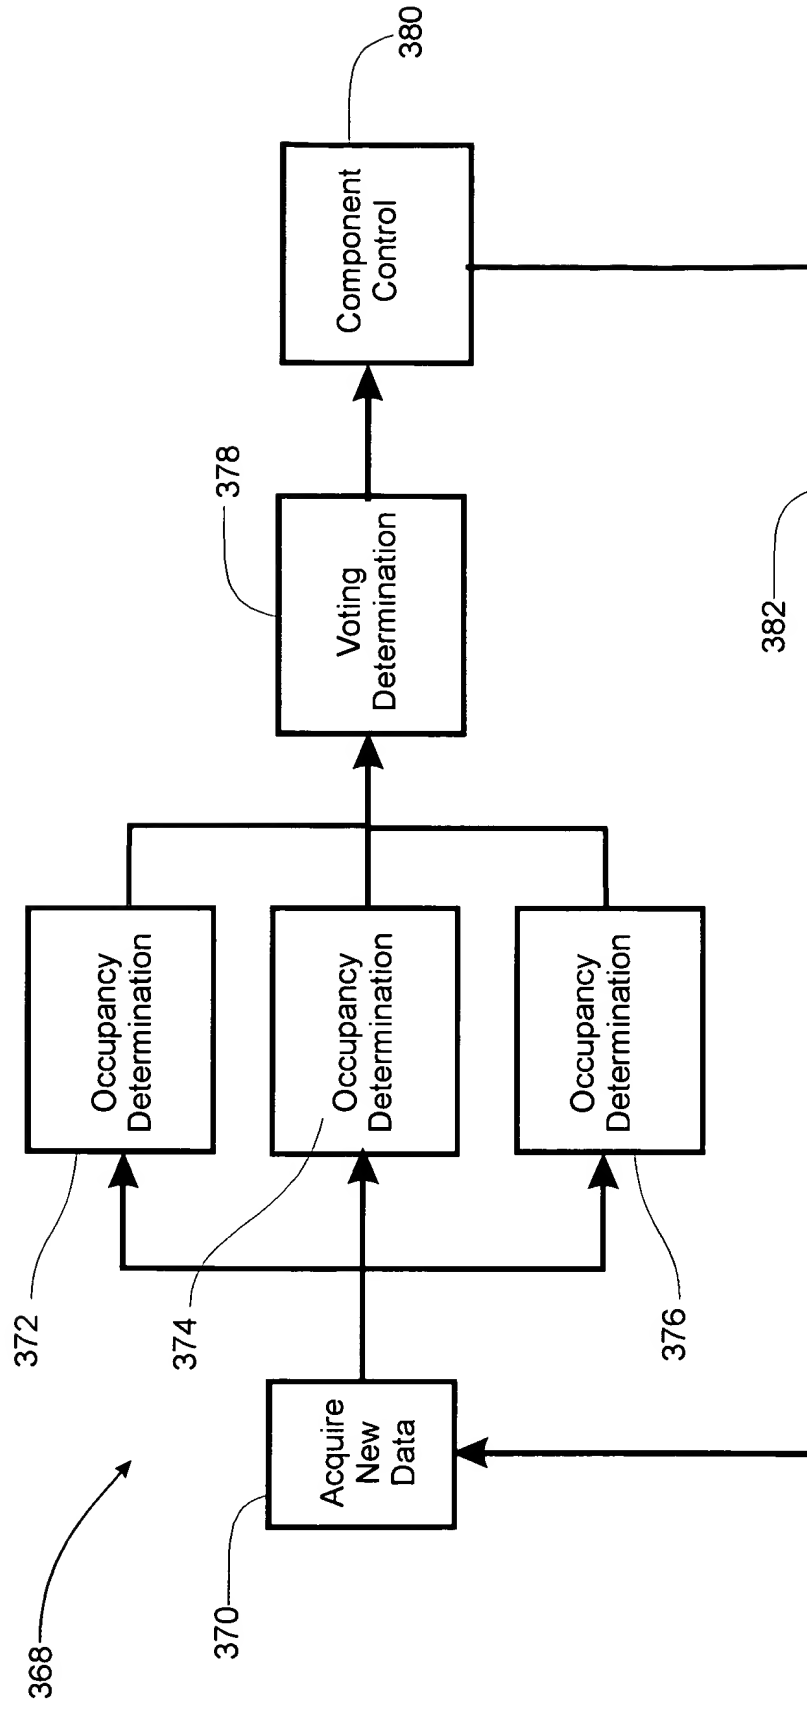 368
370
Acquire
New
Data
372
Occupancy
Determination
374
Occupancy
Determination
376
Occupancy
Determination
378
Voting
Determination
380
Component
Control
382